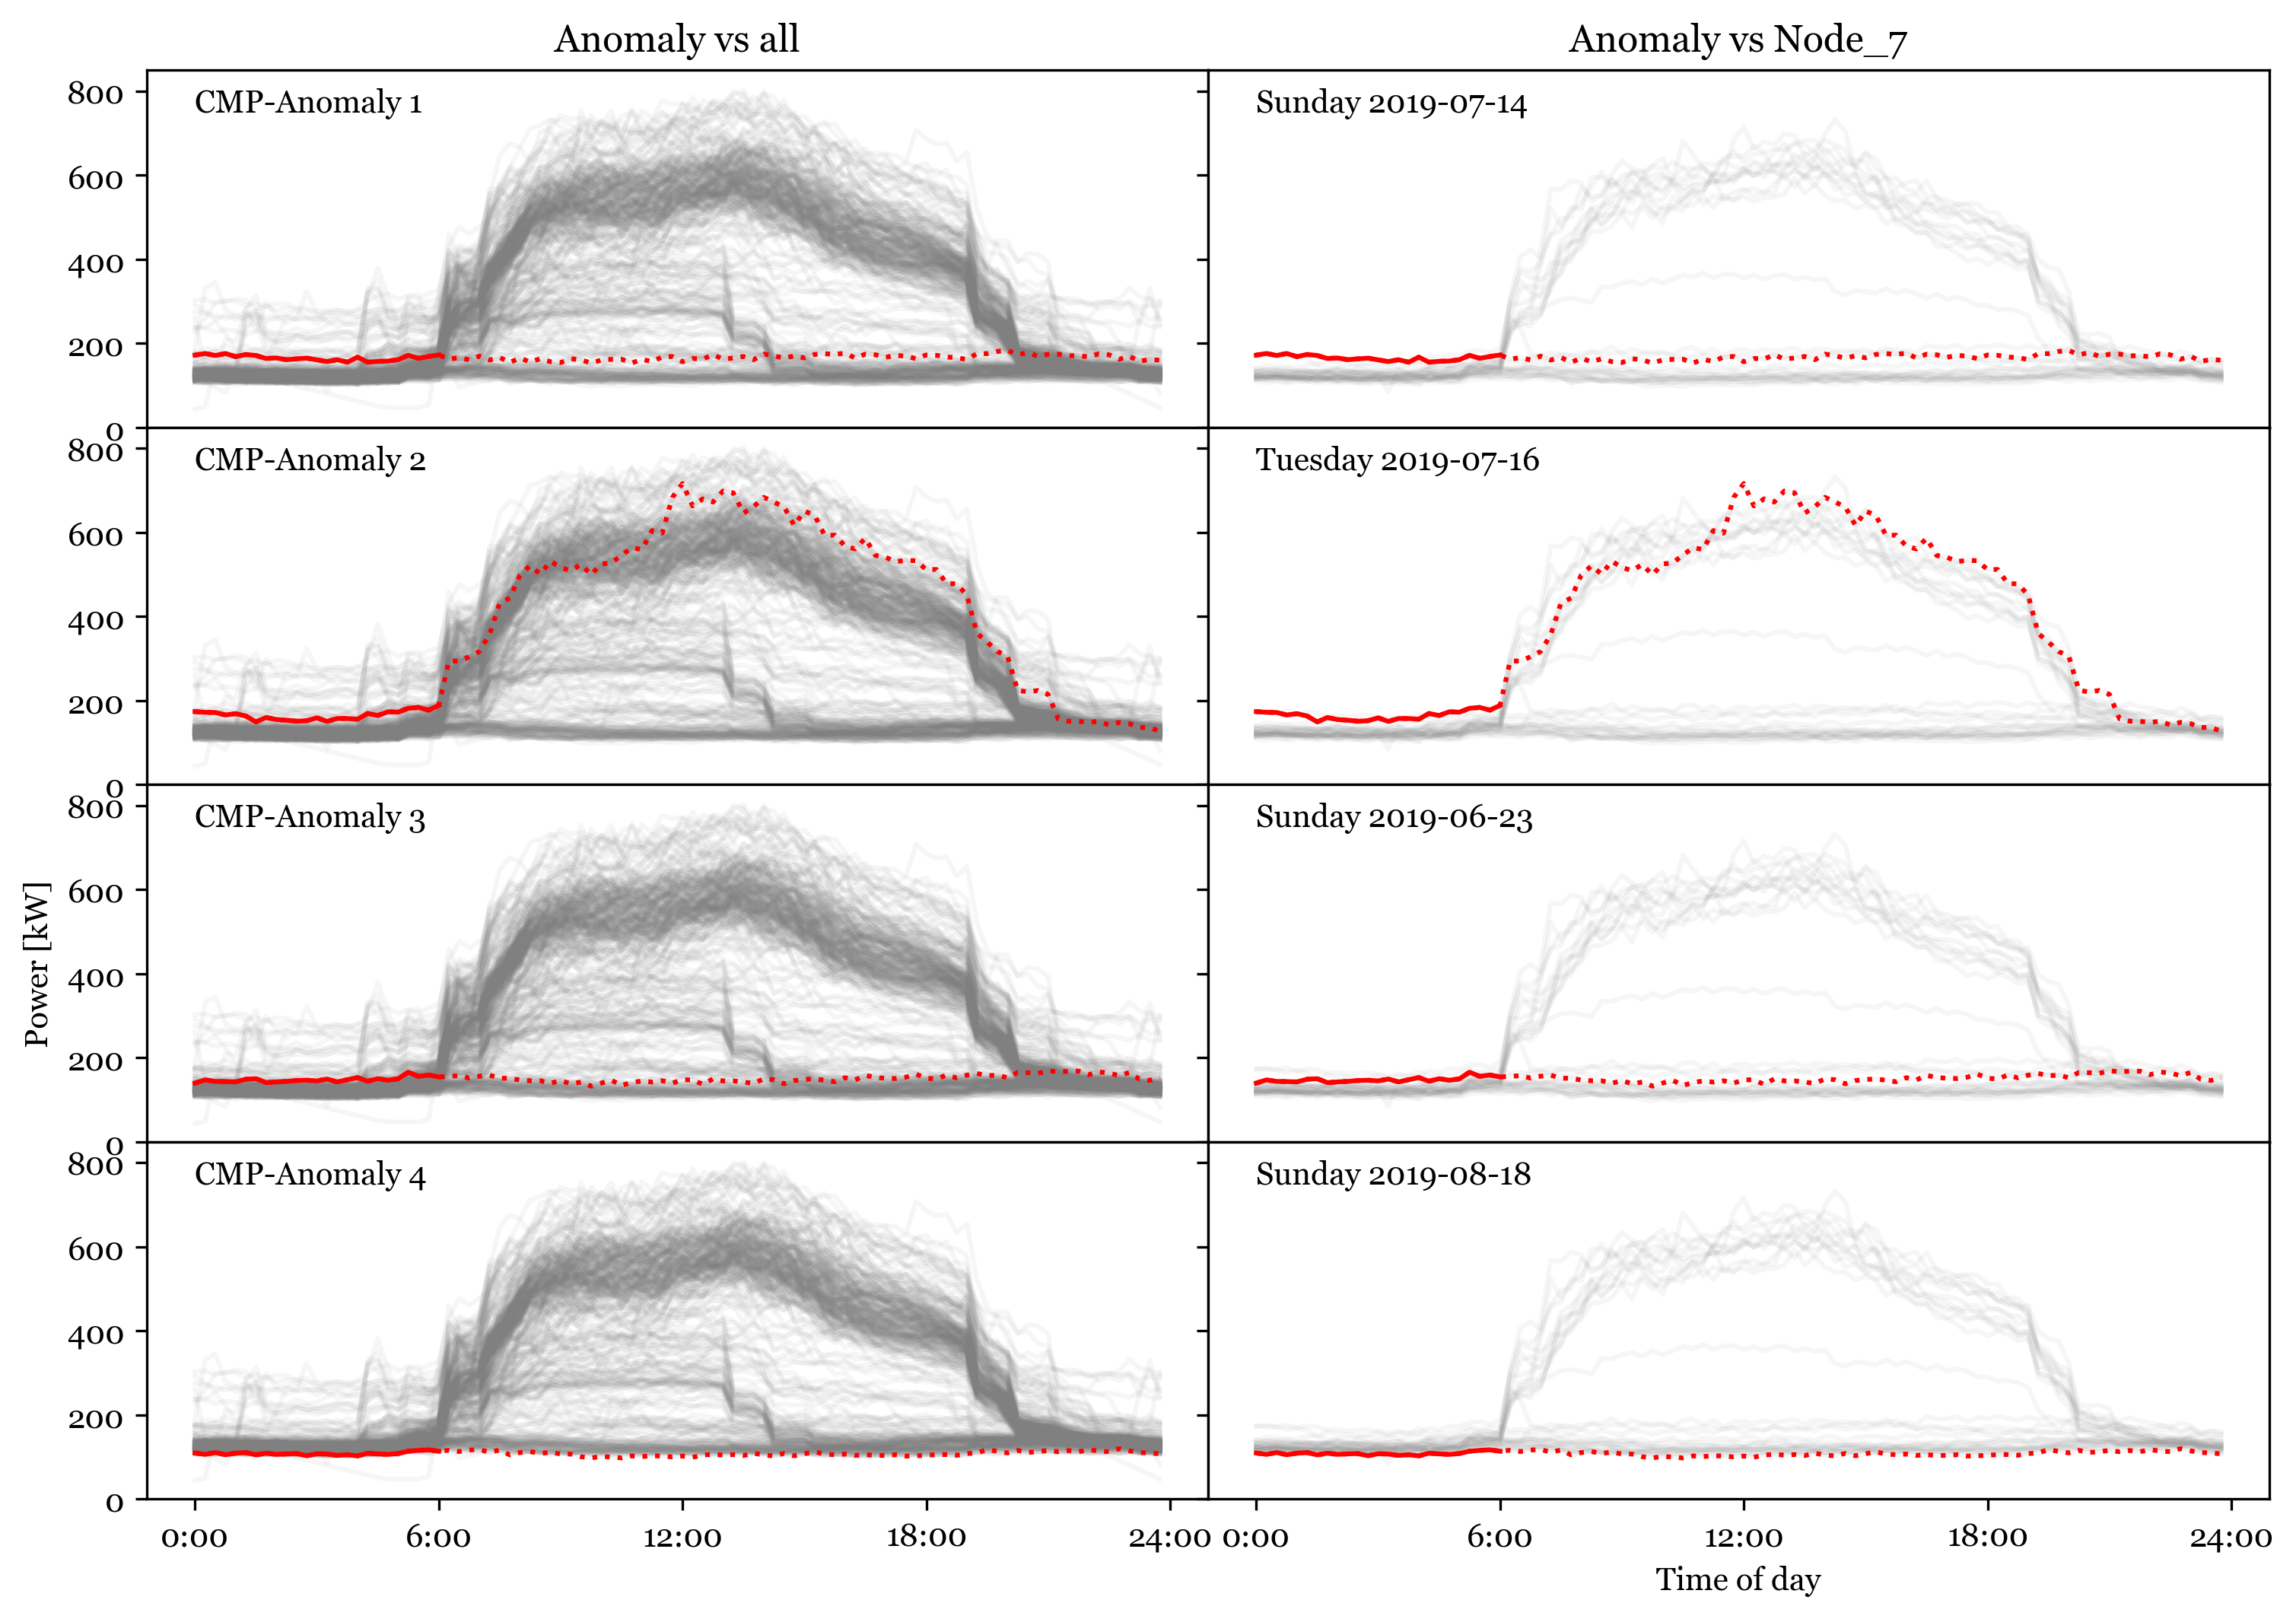 Anomaly vs all
Anomaly vs Node_7
800
CMP-Anomaly 1
Sunday 2019-07-14
600
400
200
0
800
CMP-Anomaly 2
Tuesday 2019-07-16
600
400
200
0
800
CMP-Anomaly 3
Sunday 2019-06-23
600
400
200
0
Power [kW]
800
CMP-Anomaly 4
Sunday 2019-08-18
600
400
200
0
0:00 6:00 12:00 18:00 24:00
0:00 6:00 12:00 18:00 24:00
Time of day